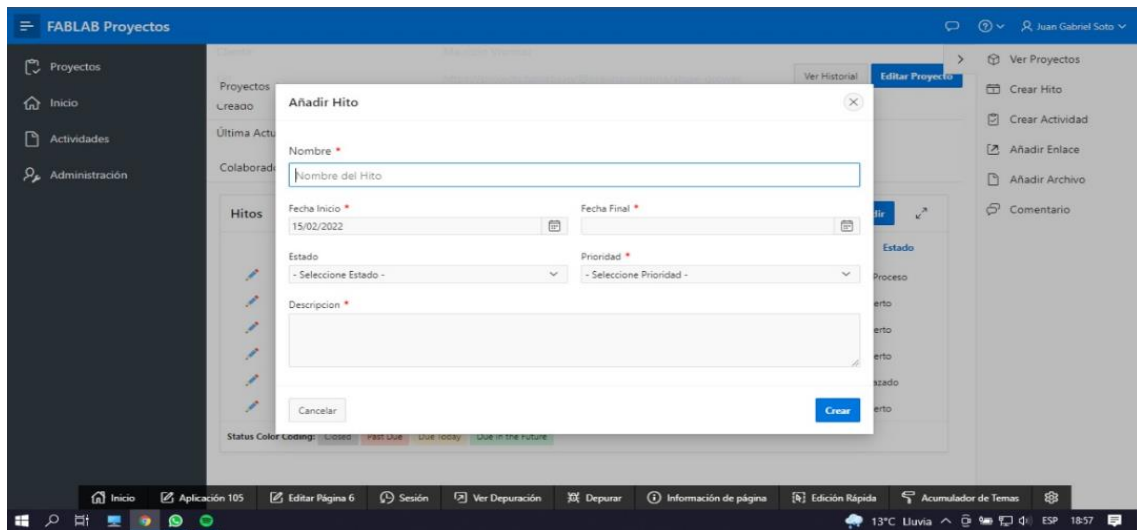 FABLAB Proyectos
Juan Gabriel Soto
Proyectos
Inicio
Actividades
Administración
Cliente
Proyectos
Creado
Última Actu
Colaborado
Ver Historial
Editar Proyecto
Ver Proyectos
Crear Hito
Crear Actividad
Añadir Enlace
Añadir Archivo
Comentario
Añadir Hito
Nombre *
Nombre del Hito
Fecha Inicio * Fecha Final *
15/02/2022
Estado Prioridad *
- Seleccione Estado - - Seleccione Prioridad -
Descripcion *
Cancelar Crear
Hitos
dir
Estado
Proceso
erto
erto
erto
azado
erto
Status Color Coding: Closed Past Due Due Today Due in the Future
Inicio Aplicación 105 Editar Página 6 Sesión Ver Depuración Depurar Información de página Edición Rápida Acumulador de Temas
13°C Lluvia ESP 18:57